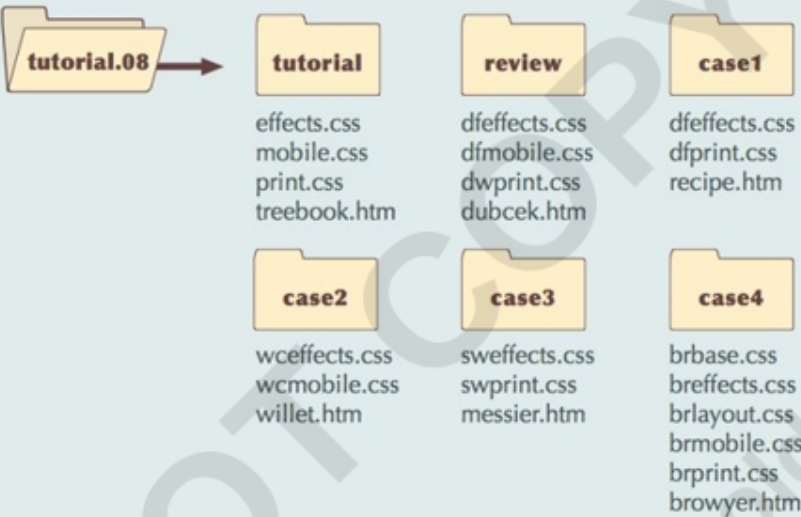 tutorial.08
tutorial
effects.css
mobile.css
print.css
treebook.htm
review
dfeffects.css
dfmobile.css
dwprint.css
dubcek.htm
case1
dfeffects.css
dfprint.css
recipe.htm
case2
wceffects.css
wcmobile.css
willet.htm
case3
sweffects.css
swprint.css
messier.htm
case4
brbase.css
breffects.css
brlayout.css
brmobile.css
brprint.css
browyer.htm
OT COPY